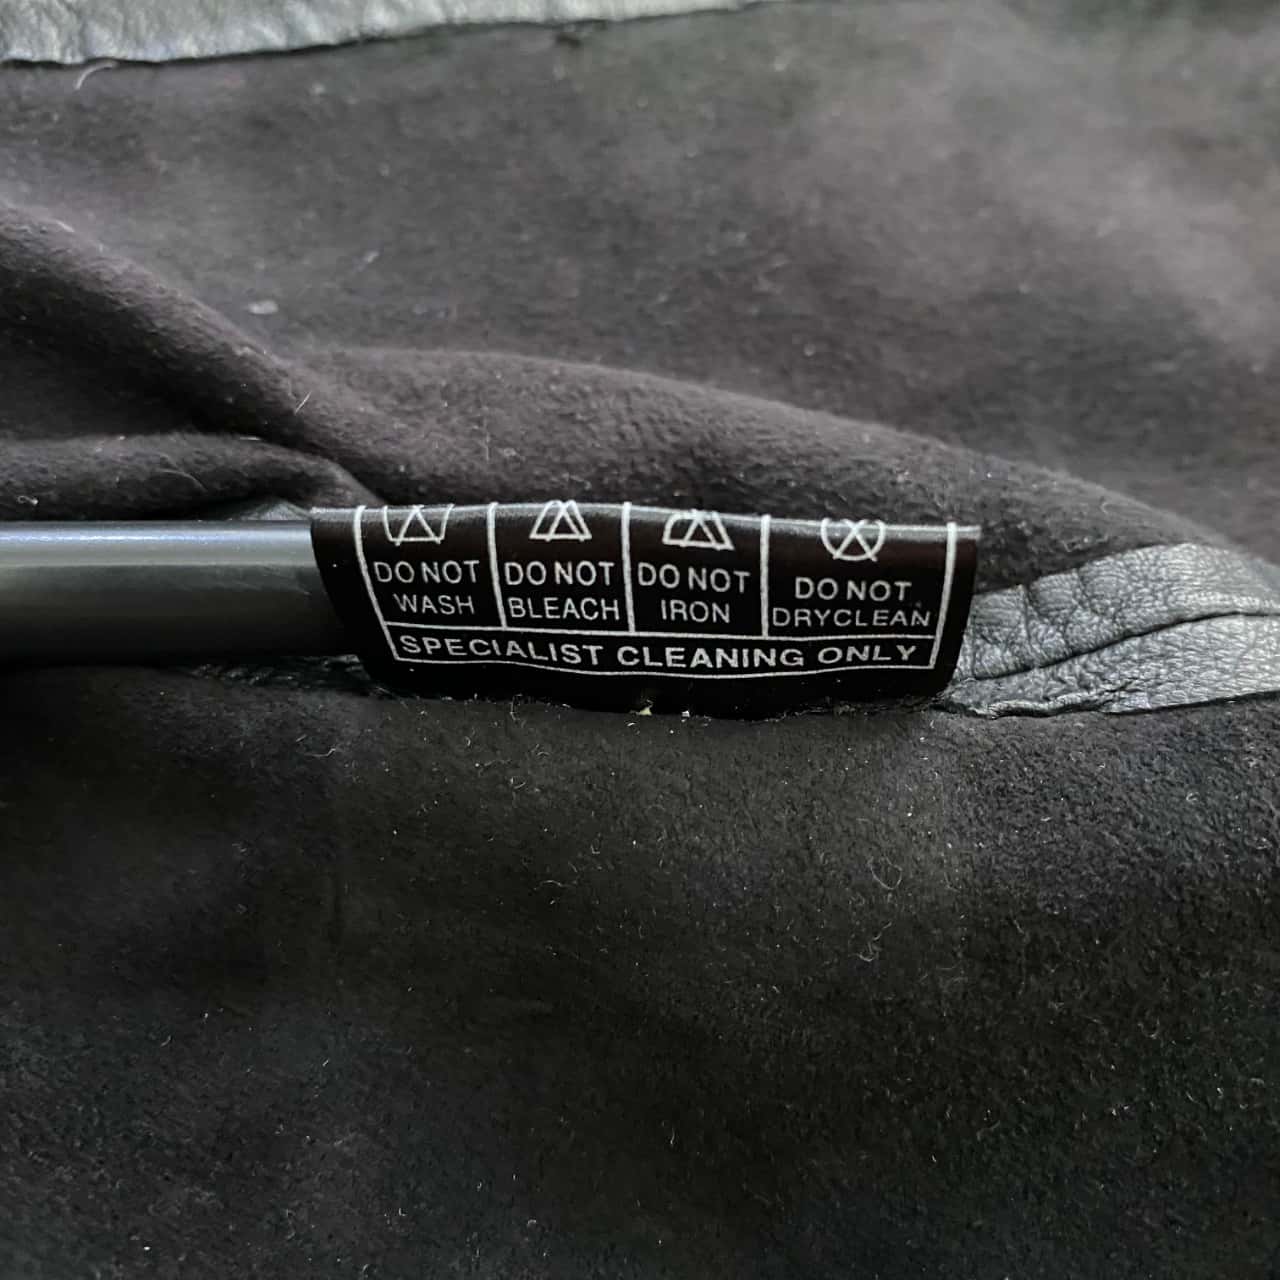 DO NOT WASH
DO NOT BLEACH
DO NOT IRON
DO NOT DRYCLEAN
SPECIALIST CLEANING ONLY